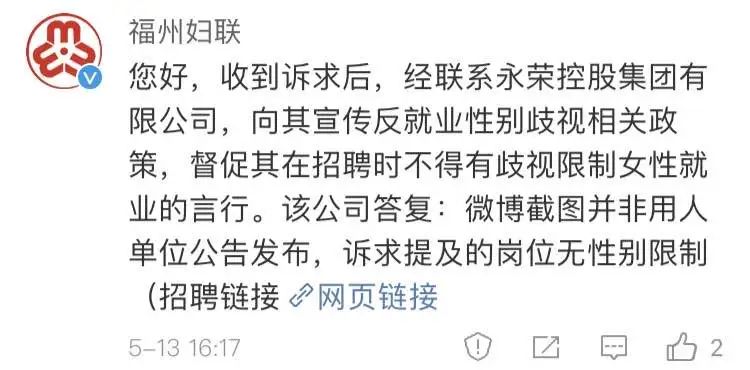 福州妇联
您好，收到诉求后，经联系永荣控股集团有
限公司，向其宣传反就业性别歧视相关政
策，督促其在招聘时不得有歧视限制女性就
业的言行。该公司答复：微博截图并非用人
单位公告发布，诉求提及的岗位无性别限制
（招聘链接 网页链接
5-13 16:17 2